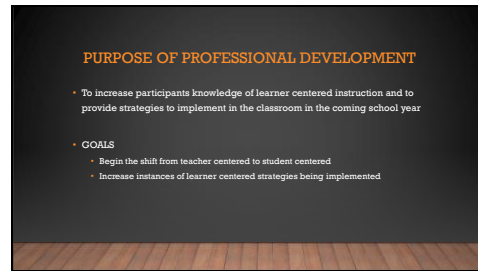 PURPOSE OF PROFESSIONAL DEVELOPMENT
• To increase participants knowledge of learner centered instruction and to
provide strategies to implement in the classroom in the coming school year
• GOALS
• Begin the shift from teacher centered to student centered
• Increase instances of learner centered strategies being implemented